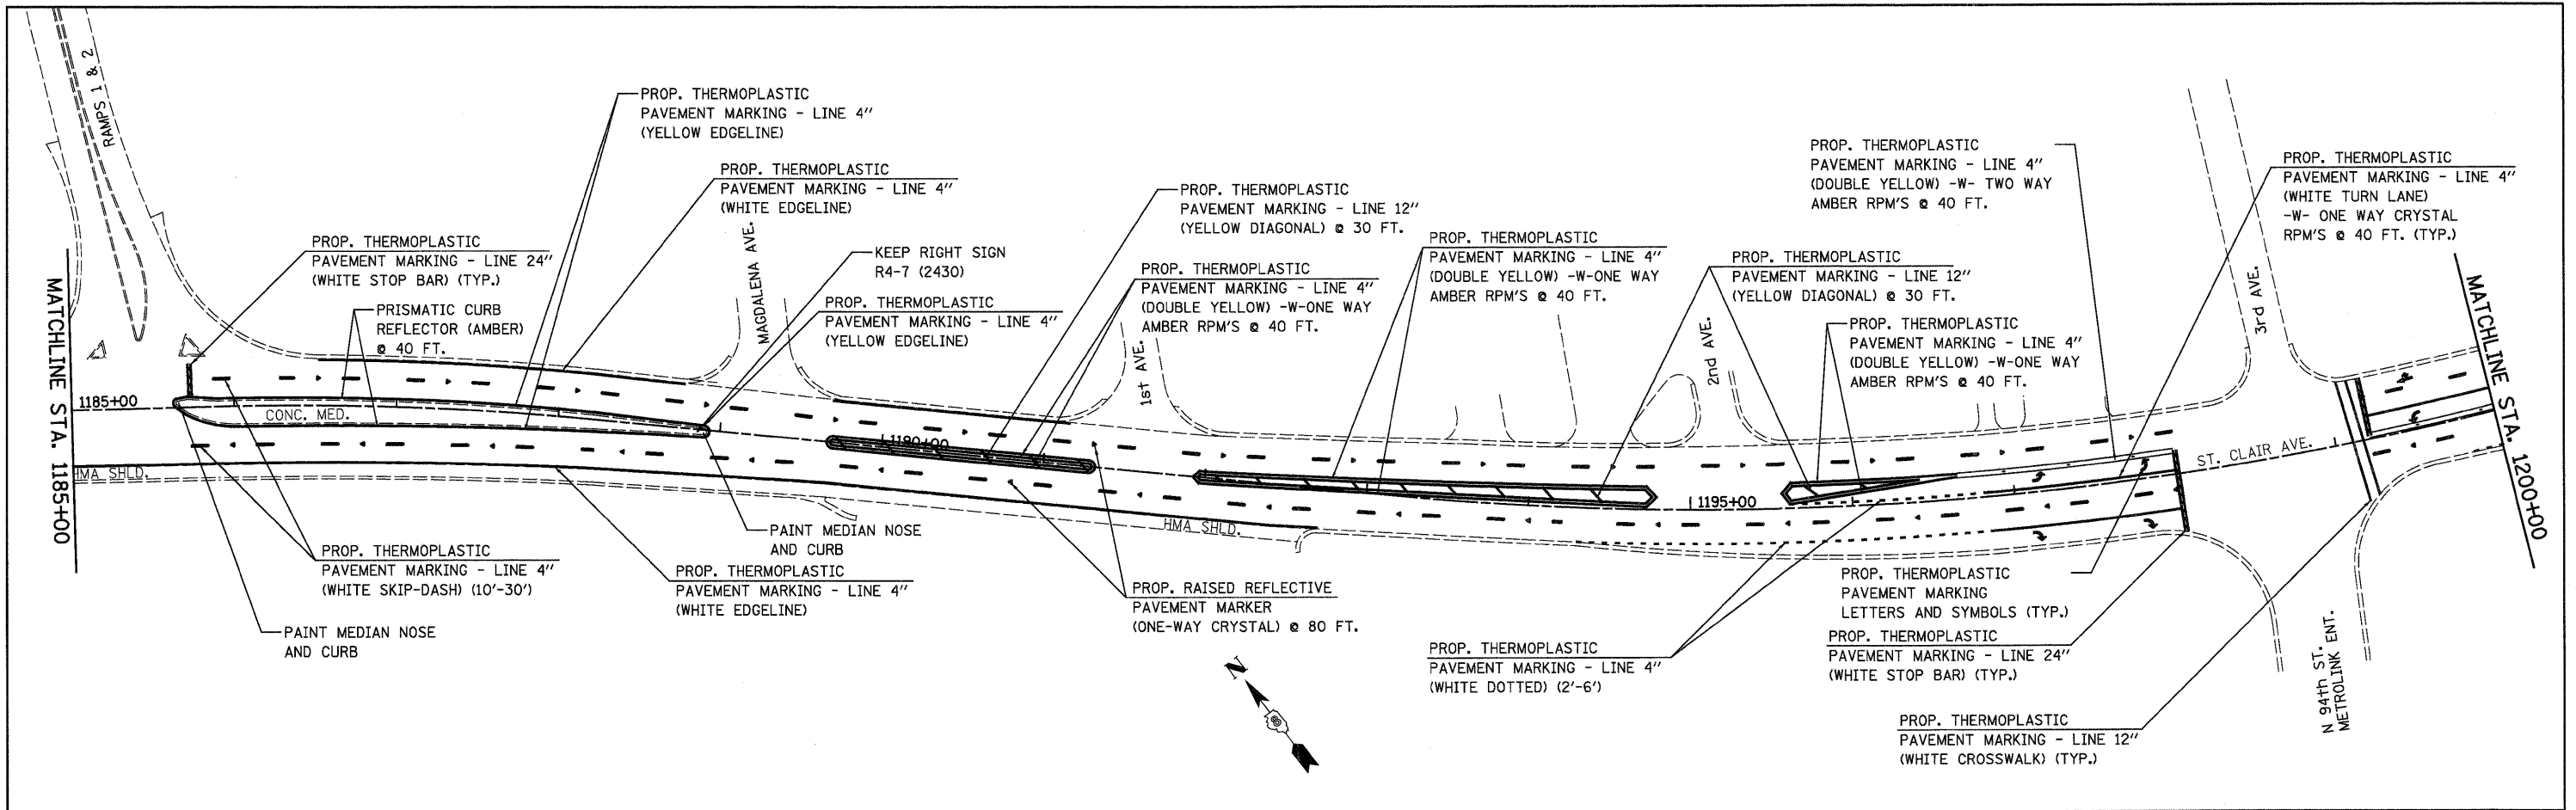 RAMPS 1 & 2
PROP. THERMOPLASTIC
PAVEMENT MARKING - LINE 4"
(YELLOW EDGELINE)
PROP. THERMOPLASTIC
PAVEMENT MARKING - LINE 4"
(WHITE EDGELINE)
PROP. THERMOPLASTIC
PAVEMENT MARKING - LINE 24"
(WHITE STOP BAR) (TYP.)
PRISMATIC CURB
REFLECTOR (AMBER)
@ 40 FT.
MAGDALENA AVE.
KEEP RIGHT SIGN
R4-7 (2430)
PROP. THERMOPLASTIC
PAVEMENT MARKING - LINE 4"
(YELLOW EDGELINE)
PROP. THERMOPLASTIC
PAVEMENT MARKING - LINE 12"
(YELLOW DIAGONAL) @ 30 FT.
PROP. THERMOPLASTIC
PAVEMENT MARKING - LINE 4"
(DOUBLE YELLOW) -W-ONE WAY
AMBER RPM'S @ 40 FT.
1st AVE.
PROP. THERMOPLASTIC
PAVEMENT MARKING - LINE 4"
(DOUBLE YELLOW) -W-ONE WAY
AMBER RPM'S @ 40 FT.
2nd AVE.
PROP. THERMOPLASTIC
PAVEMENT MARKING - LINE 12"
(YELLOW DIAGONAL) @ 30 FT.
PROP. THERMOPLASTIC
PAVEMENT MARKING - LINE 4"
(DOUBLE YELLOW) -W- TWO WAY
AMBER RPM'S @ 40 FT.
PROP. THERMOPLASTIC
PAVEMENT MARKING - LINE 4"
(DOUBLE YELLOW) -W-ONE WAY
AMBER RPM'S @ 40 FT.
PROP. THERMOPLASTIC
PAVEMENT MARKING - LINE 4"
(WHITE TURN LANE)
-W- ONE WAY CRYSTAL
RPM'S @ 40 FT. (TYP.)
3rd AVE.
MATCHLINE STA. 1185+00
1185+00
CONC. MED.
HMA SHLD.
1190+00
HMA SHLD.
1195+00
ST. CLAIR AVE.
MATCHLINE STA. 1200+00
PROP. THERMOPLASTIC
PAVEMENT MARKING - LINE 4"
(WHITE SKIP-DASH) (10'-30')
PAINT MEDIAN NOSE
AND CURB
PAINT MEDIAN NOSE
AND CURB
PROP. THERMOPLASTIC
PAVEMENT MARKING - LINE 4"
(WHITE EDGELINE)
PROP. RAISED REFLECTIVE
PAVEMENT MARKER
(ONE-WAY CRYSTAL) @ 80 FT.
N
PROP. THERMOPLASTIC
PAVEMENT MARKING - LINE 4"
(WHITE DOTTED) (2'-6')
PROP. THERMOPLASTIC
PAVEMENT MARKING
LETTERS AND SYMBOLS (TYP.)
PROP. THERMOPLASTIC
PAVEMENT MARKING - LINE 24"
(WHITE STOP BAR) (TYP.)
PROP. THERMOPLASTIC
PAVEMENT MARKING - LINE 12"
(WHITE CROSSWALK) (TYP.)
N 94th ST.
METROLINK ENT.